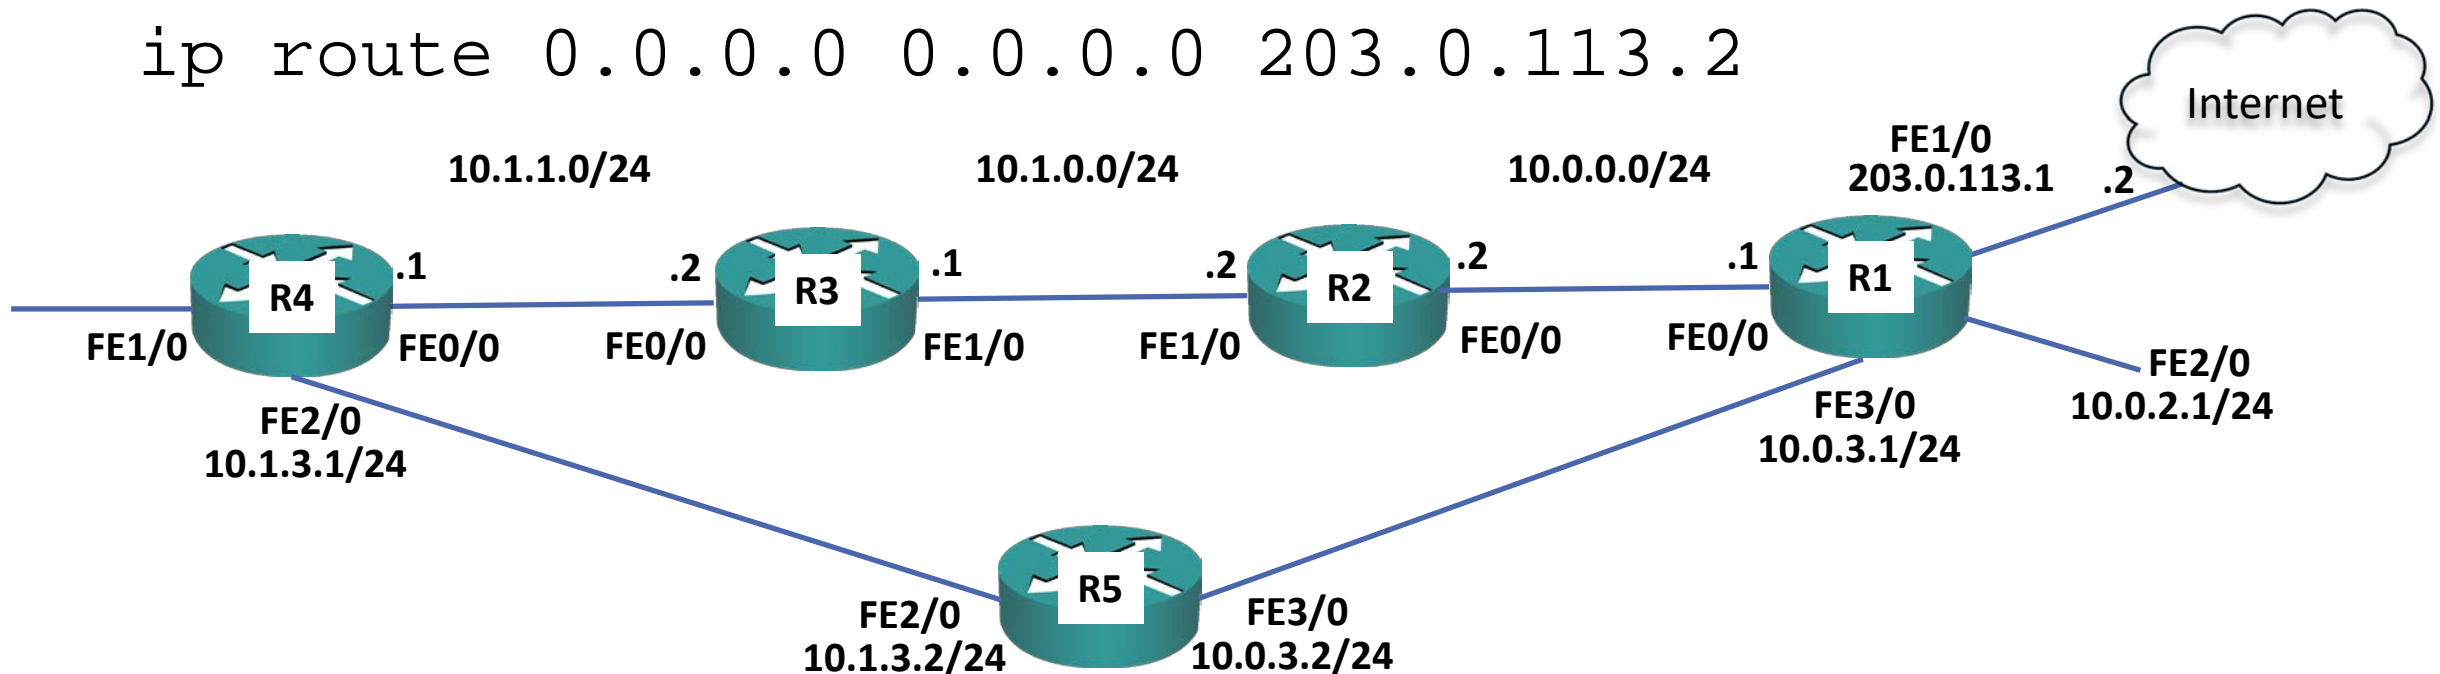 ip route 0.0.0.0 0.0.0.0 203.0.113.2
Internet
10.1.1.0/24
10.1.0.0/24
10.0.0.0/24
FE1/0
203.0.113.1
.2
R4
.1
.2
R3
.1
.2
R2
.2
.1
R1
FE1/0
FE0/0
FE0/0
FE1/0
FE1/0
FE0/0
FE0/0
FE2/0
10.0.2.1/24
FE2/0
10.1.3.1/24
FE3/0
10.0.3.1/24
R5
FE2/0
10.1.3.2/24
FE3/0
10.0.3.2/24